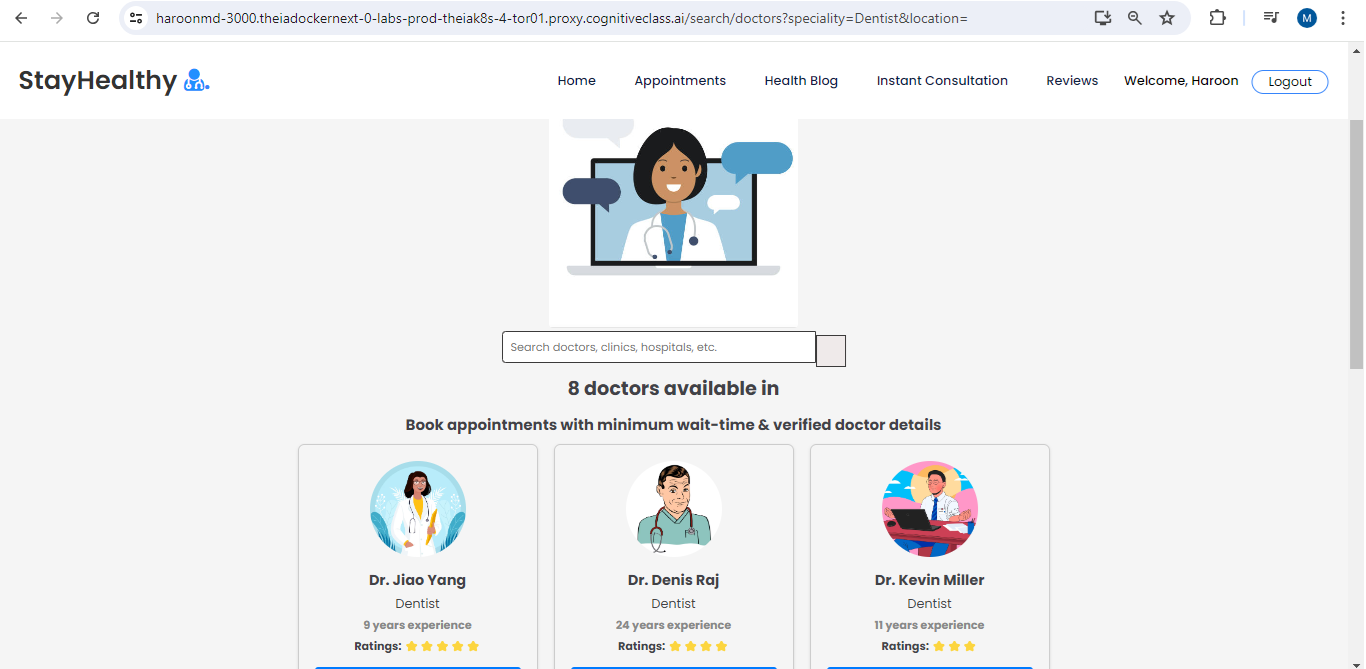 haroonmd-3000.theiadockernext-0-labs-prod-theiak8s-4-tor01.proxy.cognitiveclass.ai/search/doctors?speciality=Dentist&location=
M
StayHealthy
Home Appointments Health Blog Instant Consultation Reviews Welcome, Haroon Logout
Search doctors, clinics, hospitals, etc.
8 doctors available in
Book appointments with minimum wait-time & verified doctor details
Dr. Jiao Yang
Dentist
9 years experience
Ratings:
Dr. Denis Raj
Dentist
24 years experience
Ratings:
Dr. Kevin Miller
Dentist
11 years experience
Ratings: